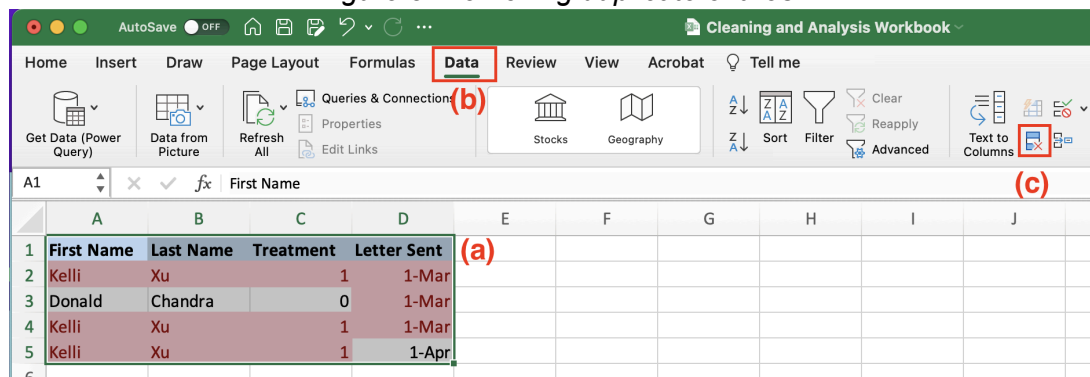 AutoSave OFF Cleaning and Analysis Workbook
Home Insert Draw Page Layout Formulas Data Review View Acrobat Tell me
(b)
Get Data (Power Query)
Data from Picture
Refresh All
Queries & Connections
Properties
Edit Links
Stocks
Geography
Sort
Filter
Clear
Reapply
Advanced
Text to Columns
(c)
A1 fx First Name
A B C D E F G H I J
1 First Name Last Name Treatment Letter Sent (a)
2 Kelli Xu 1 1-Mar
3 Donald Chandra 0 1-Mar
4 Kelli Xu 1 1-Mar
5 Kelli Xu 1 1-Apr